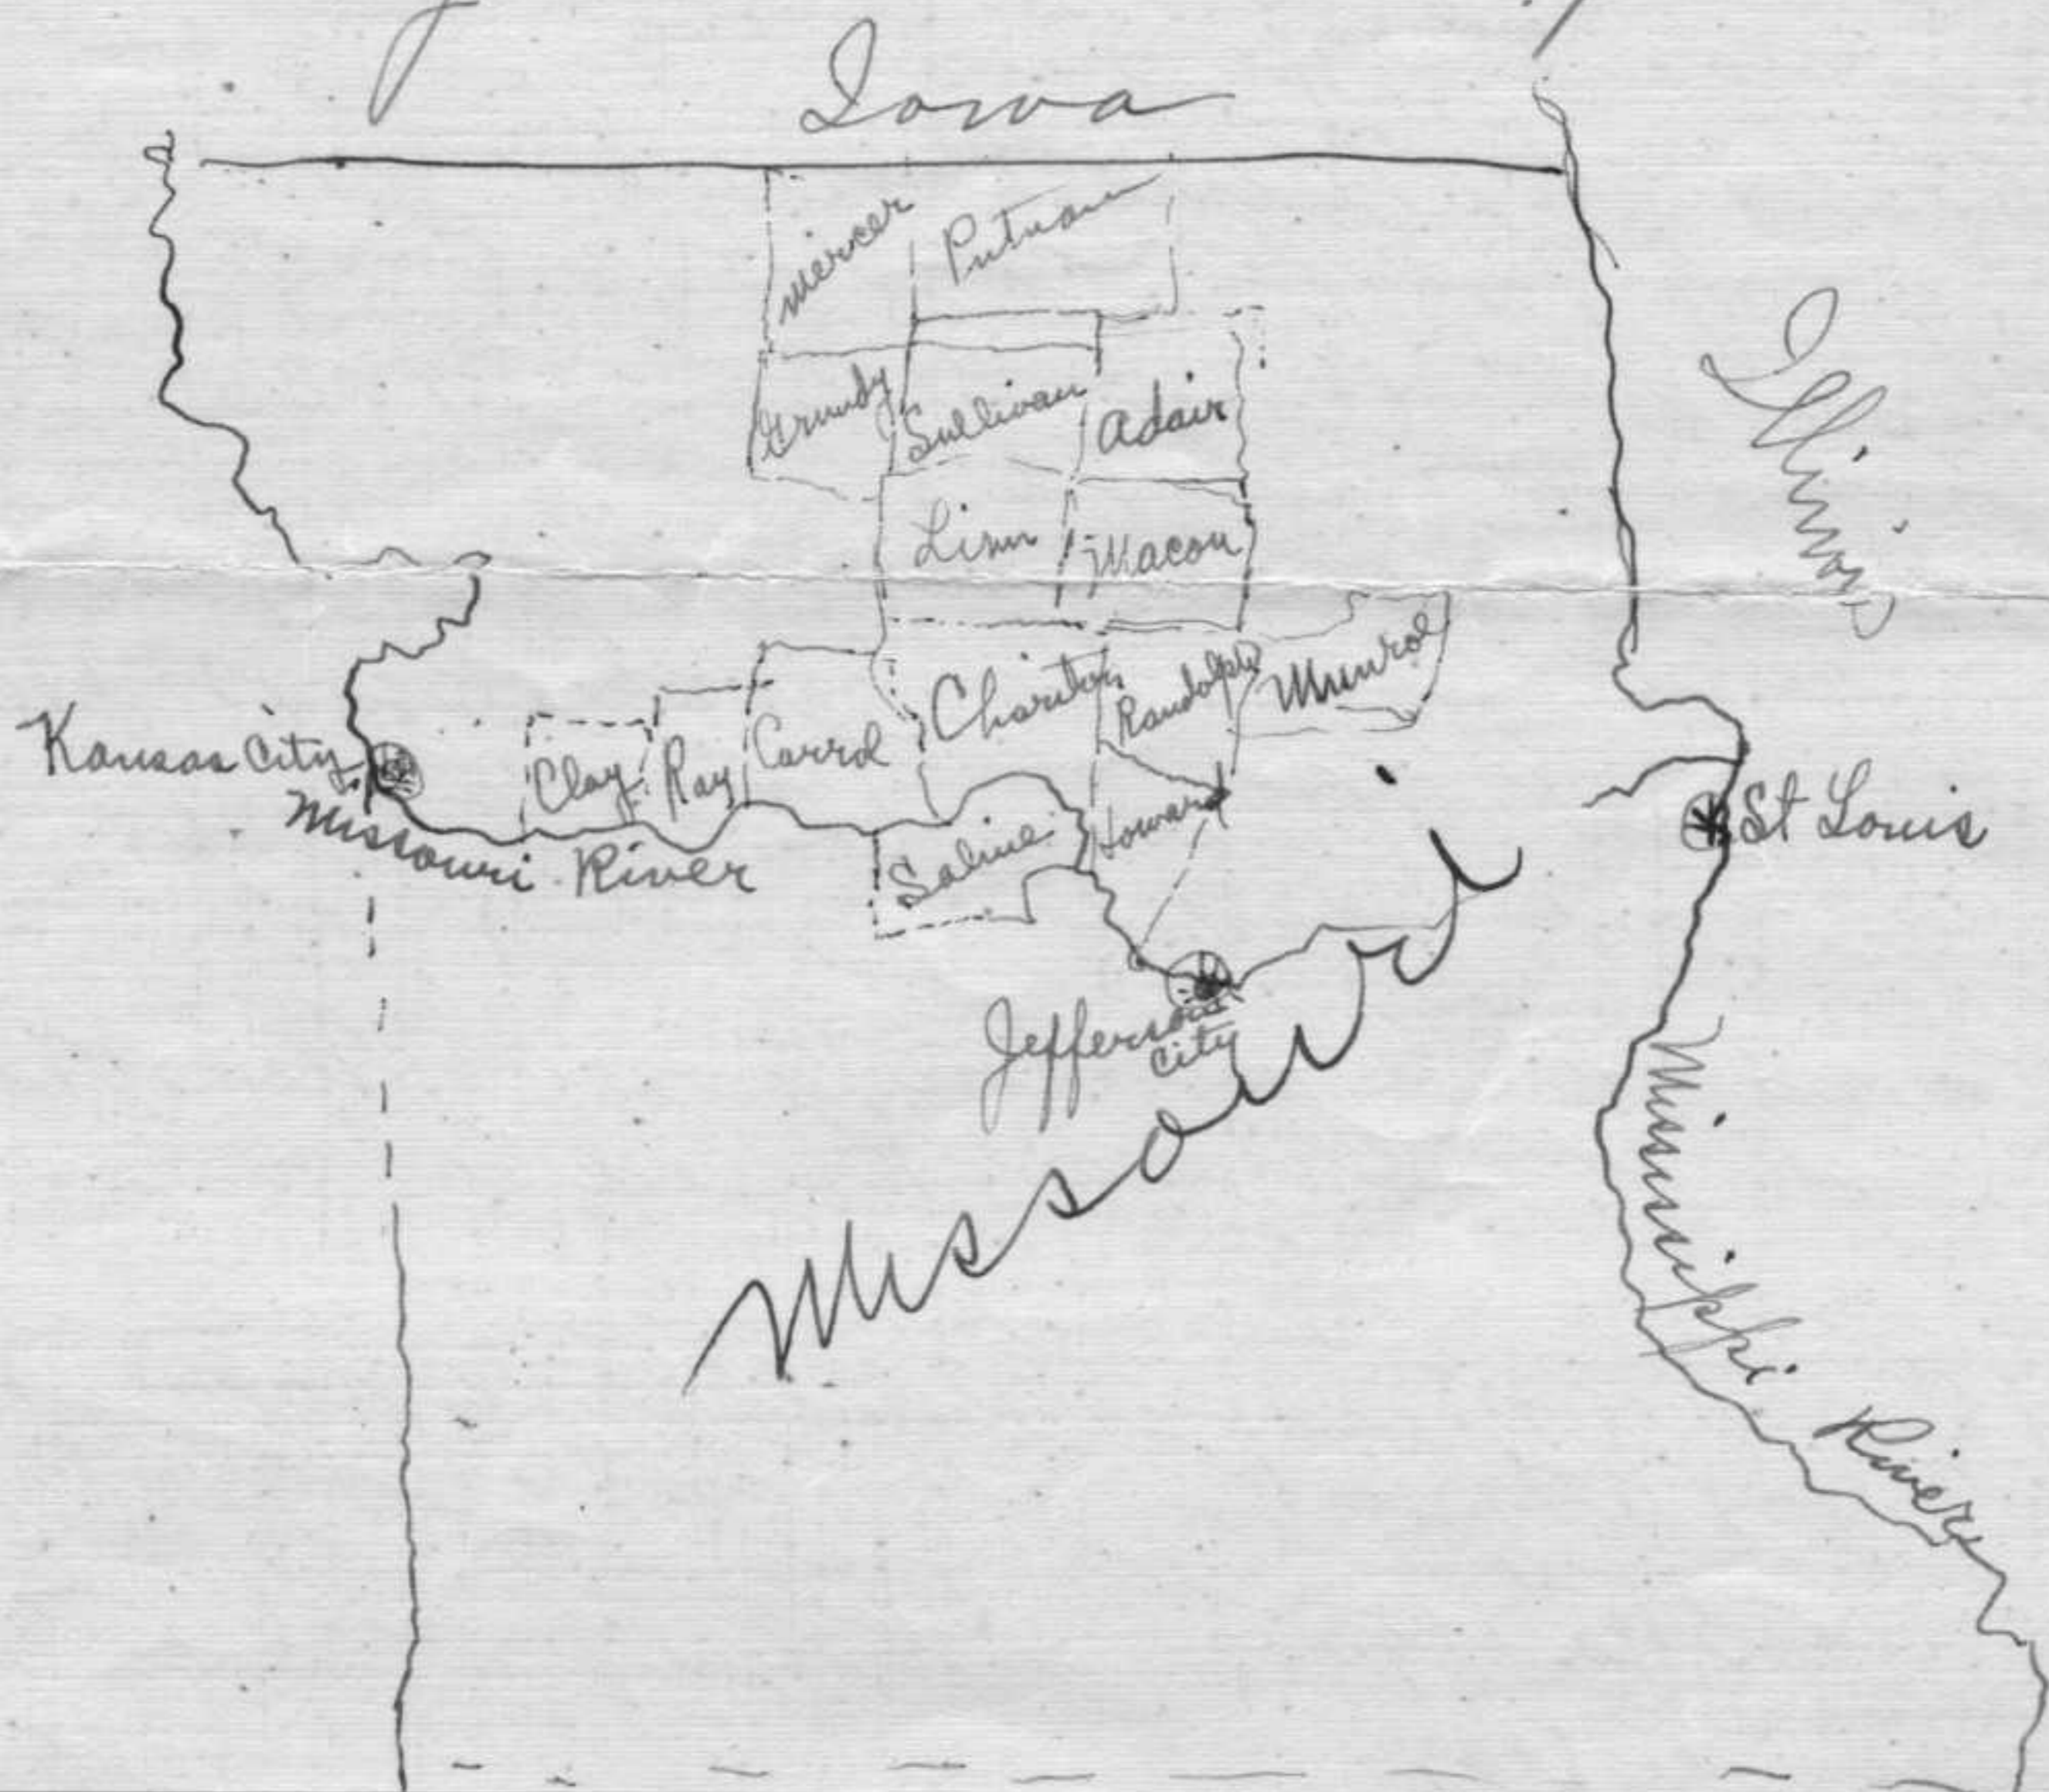 Iowa
Mercer
Putnam
Grundy
Sullivan
Adair
Illinois
Linn
Macon
Kansas City
Clay
Ray
Carrol
Chariton
Randolph
Munroe
Missouri River
Saline
Howard
St Louis
Jefferson
City
Missouri
Mississippi River